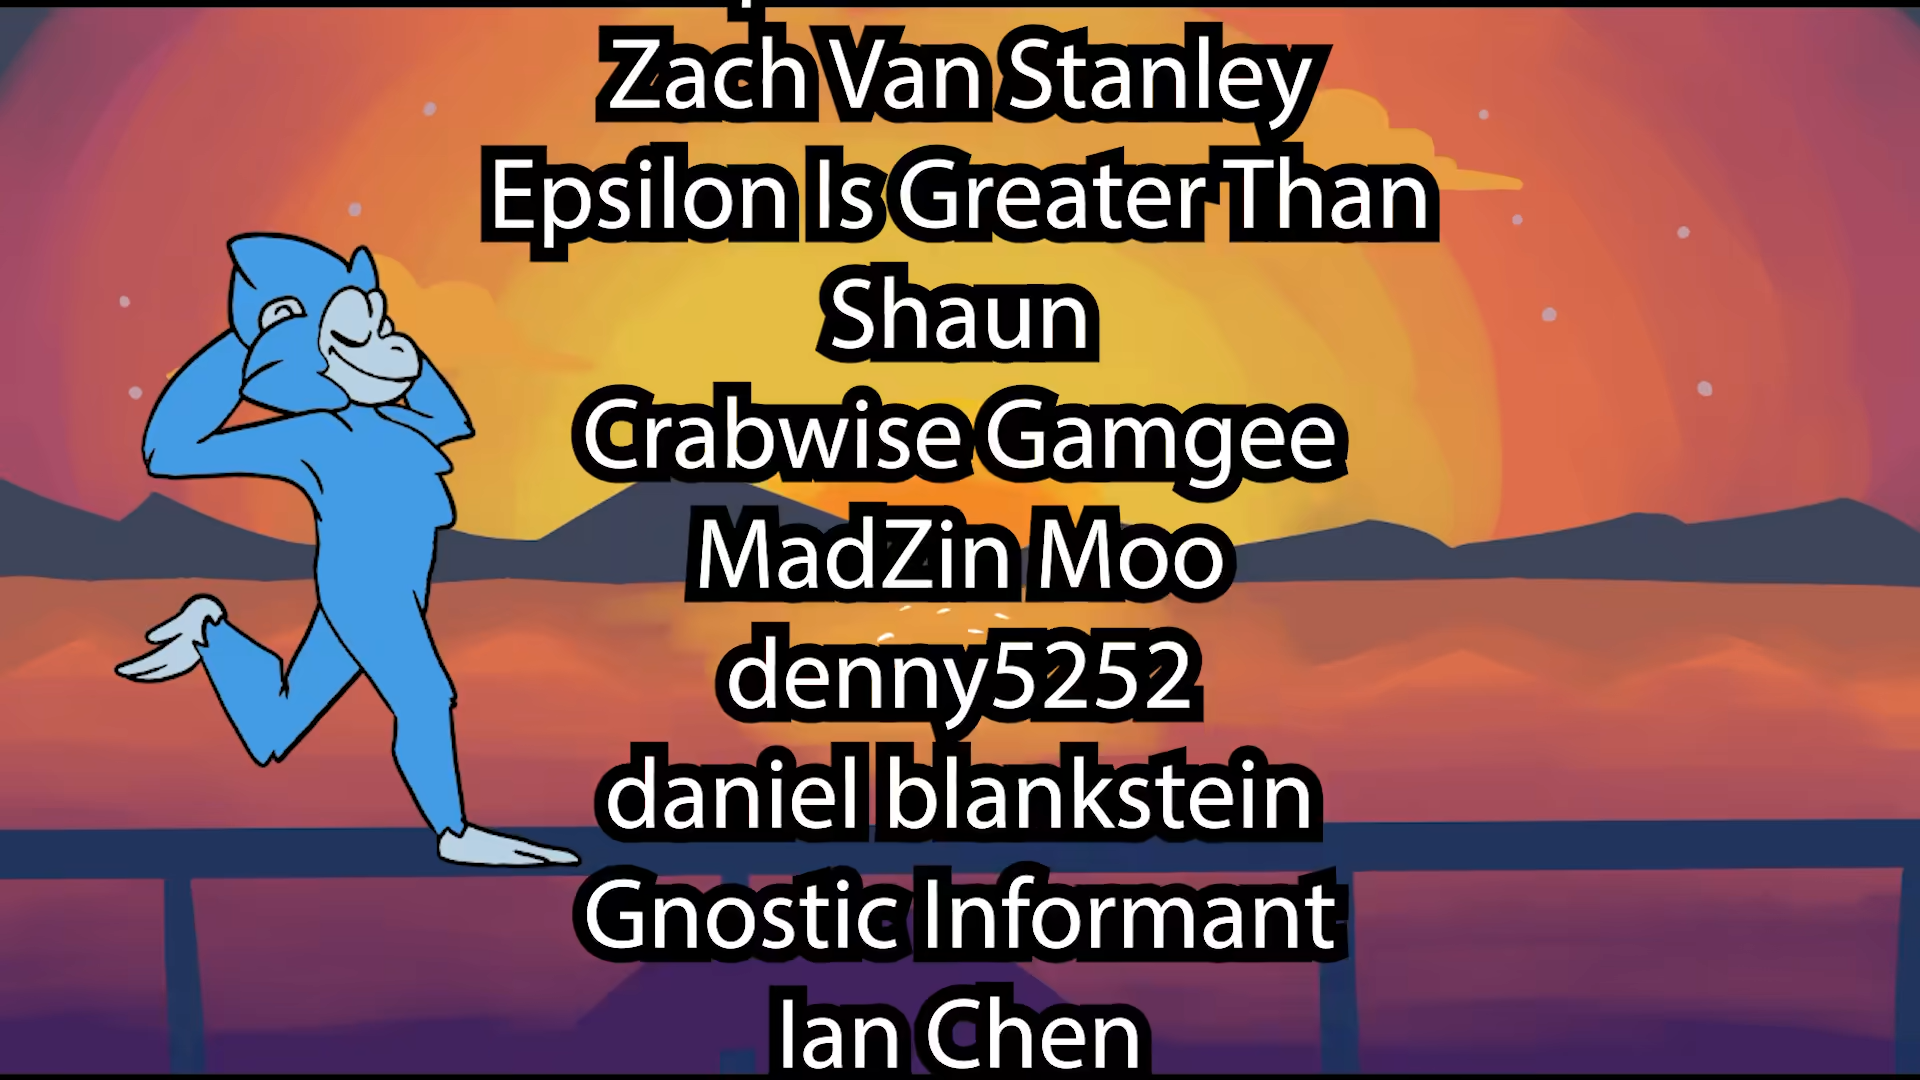 Zach Van Stanley
Epsilon Is Greater Than
Shaun
Crabwise Gamgee
MadZin Moo
denny5252
daniel blankstein
Gnostic Informant
Ian Chen